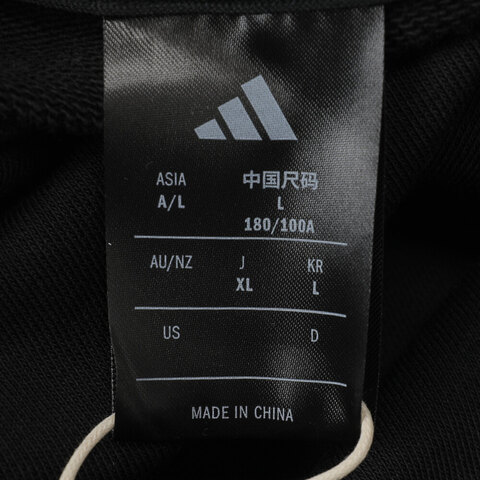 ASIA 中国尺码
A/L L
180/100A
AU/NZ J KR
XL L
US D
MADE IN CHINA